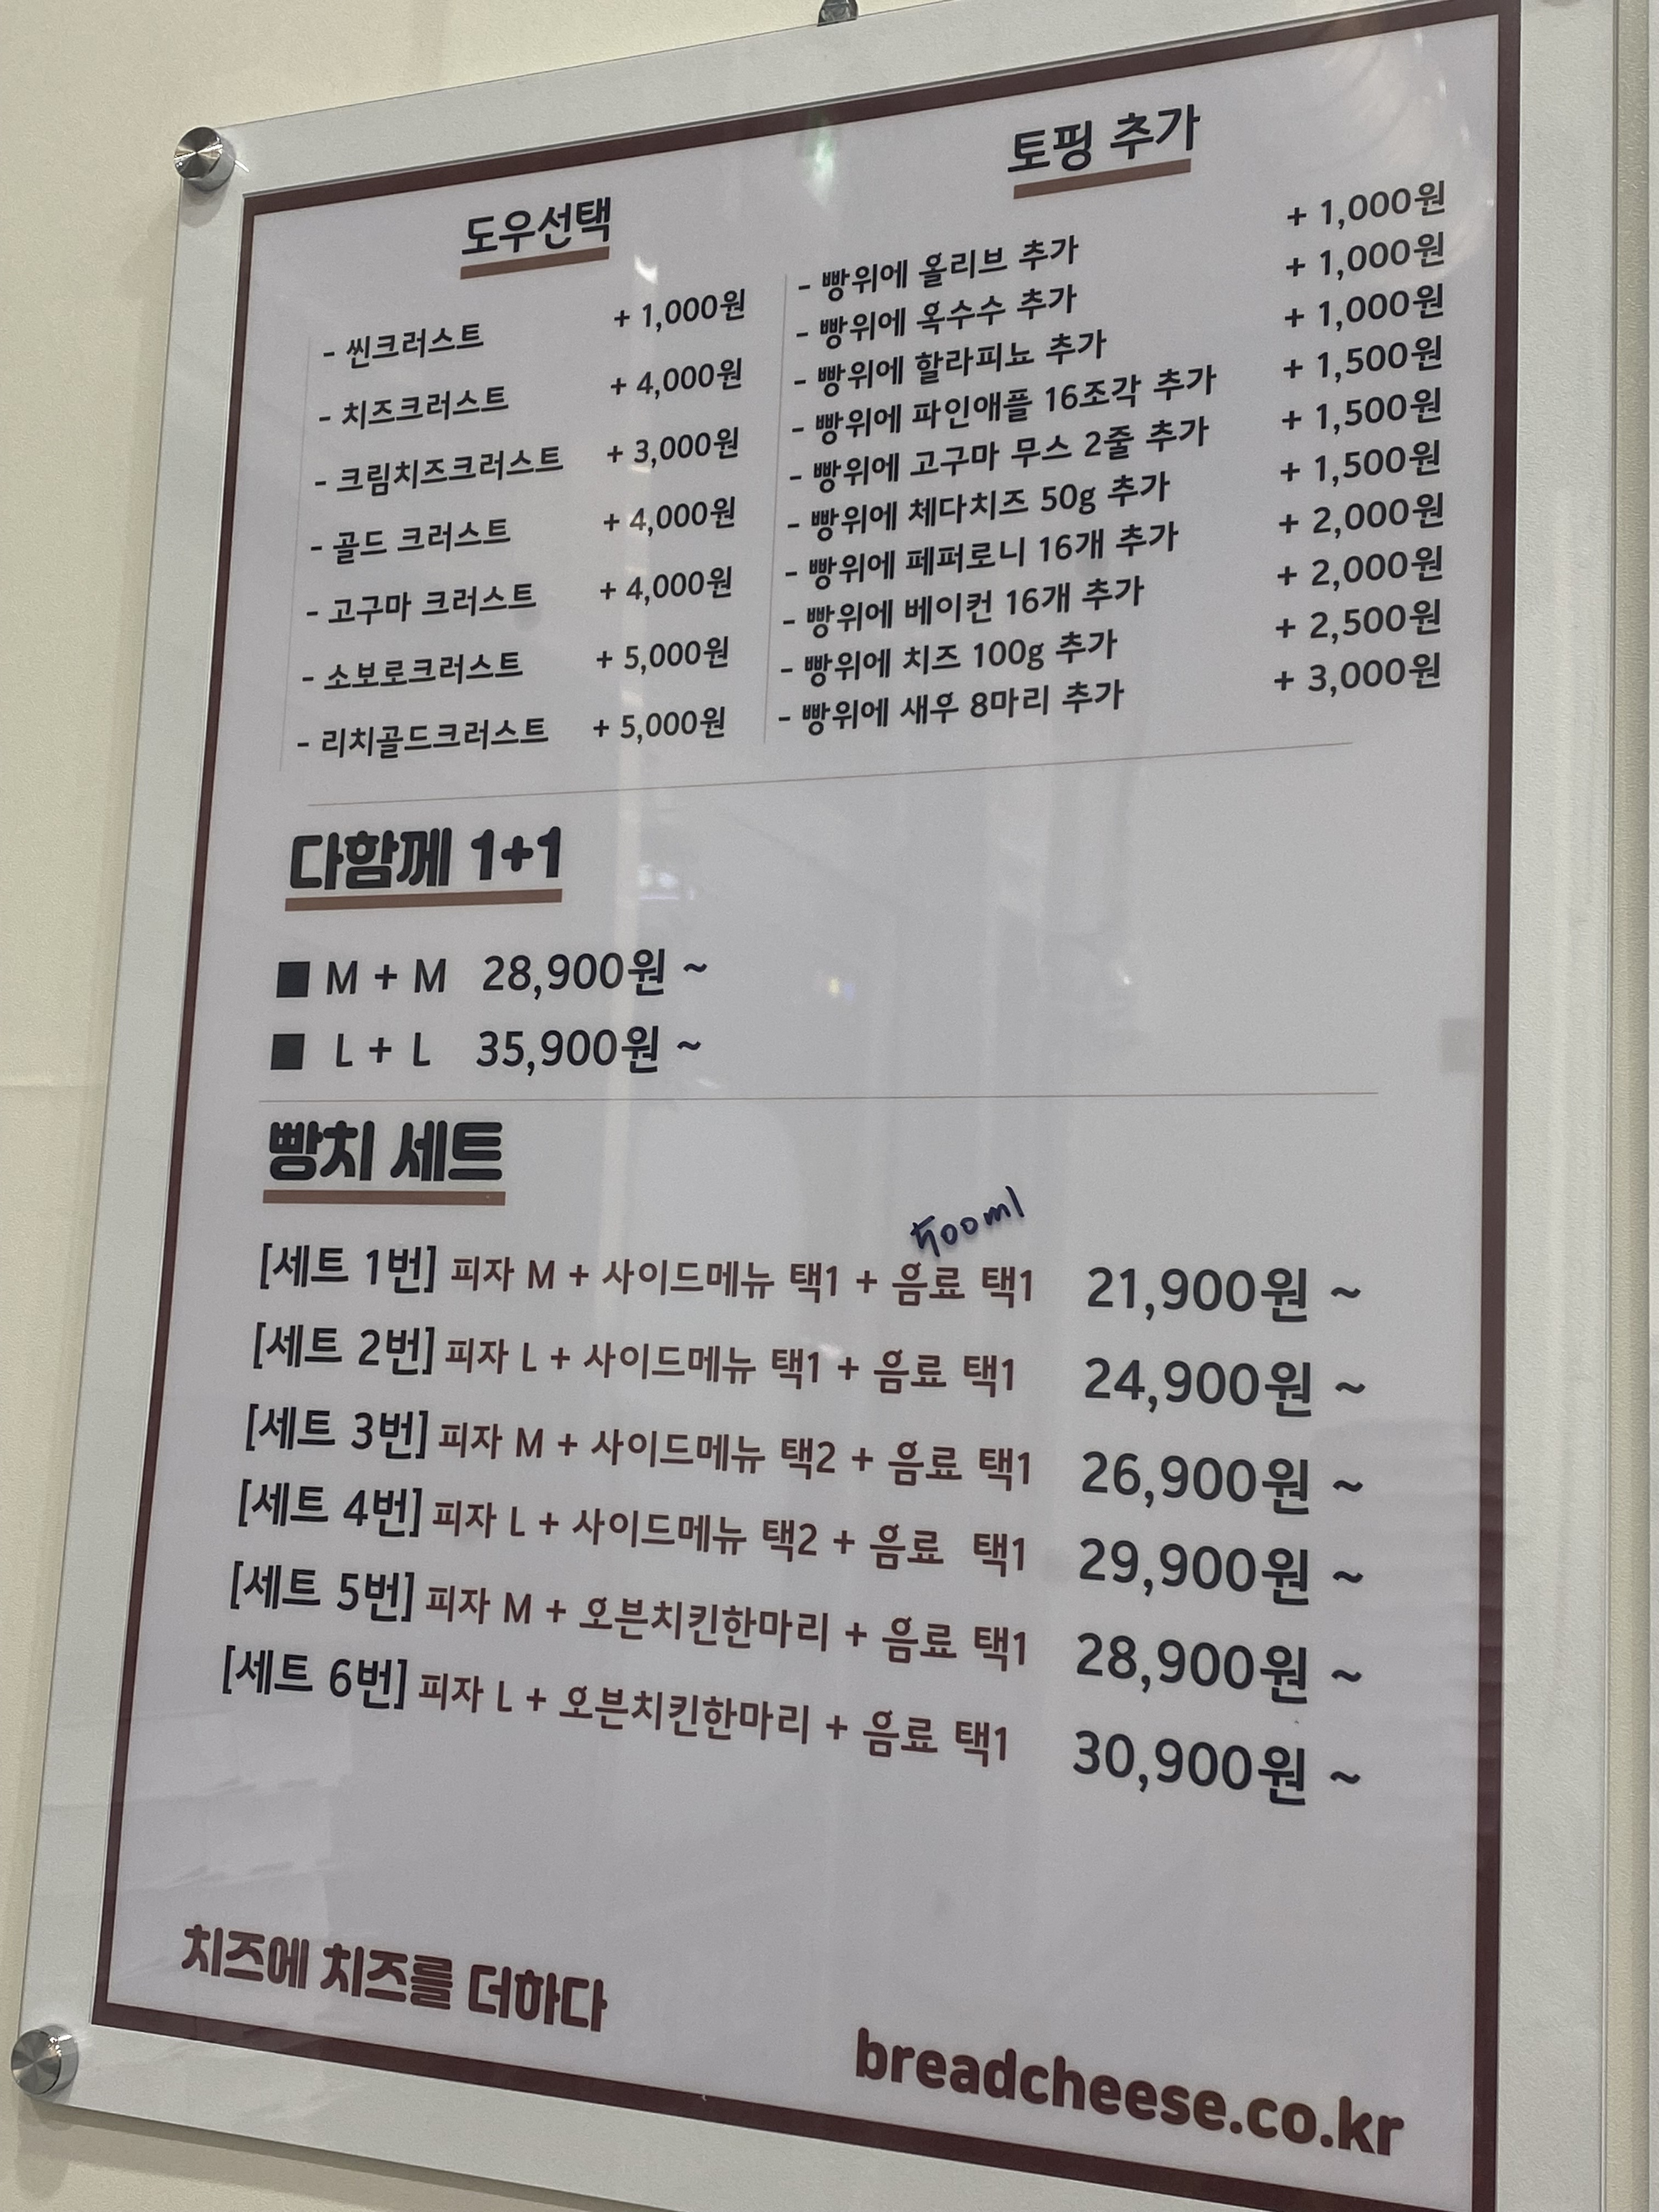 도우선택
- 씬크러스트 + 1,000원
- 치즈크러스트 + 4,000원
- 크림치즈크러스트 + 3,000원
- 골드 크러스트 + 4,000원
- 고구마 크러스트 + 4,000원
- 소보로크러스트 + 5,000원
- 리치골드크러스트 + 5,000원
토핑 추가
- 빵위에 올리브 추가 + 1,000원
- 빵위에 옥수수 추가 + 1,000원
- 빵위에 할라피뇨 추가 + 1,000원
- 빵위에 파인애플 16조각 추가 + 1,500원
- 빵위에 고구마 무스 2줄 추가 + 1,500원
- 빵위에 체다치즈 50g 추가 + 1,500원
- 빵위에 페퍼로니 16개 추가 + 2,000원
- 빵위에 베이컨 16개 추가 + 2,000원
- 빵위에 치즈 100g 추가 + 2,500원
- 빵위에 새우 8마리 추가 + 3,000원
다함께 1+1
■ M + M 28,900원 ~
■ L + L 35,900원 ~
빵치 세트
500ml
[세트 1번] 피자 M + 사이드메뉴 택1 + 음료 택1 21,900원 ~
[세트 2번] 피자 L + 사이드메뉴 택1 + 음료 택1 24,900원 ~
[세트 3번] 피자 M + 사이드메뉴 택2 + 음료 택1 26,900원 ~
[세트 4번] 피자 L + 사이드메뉴 택2 + 음료 택1 29,900원 ~
[세트 5번] 피자 M + 오븐치킨한마리 + 음료 택1 28,900원 ~
[세트 6번] 피자 L + 오븐치킨한마리 + 음료 택1 30,900원 ~
치즈에 치즈를 더하다
breadcheese.co.kr